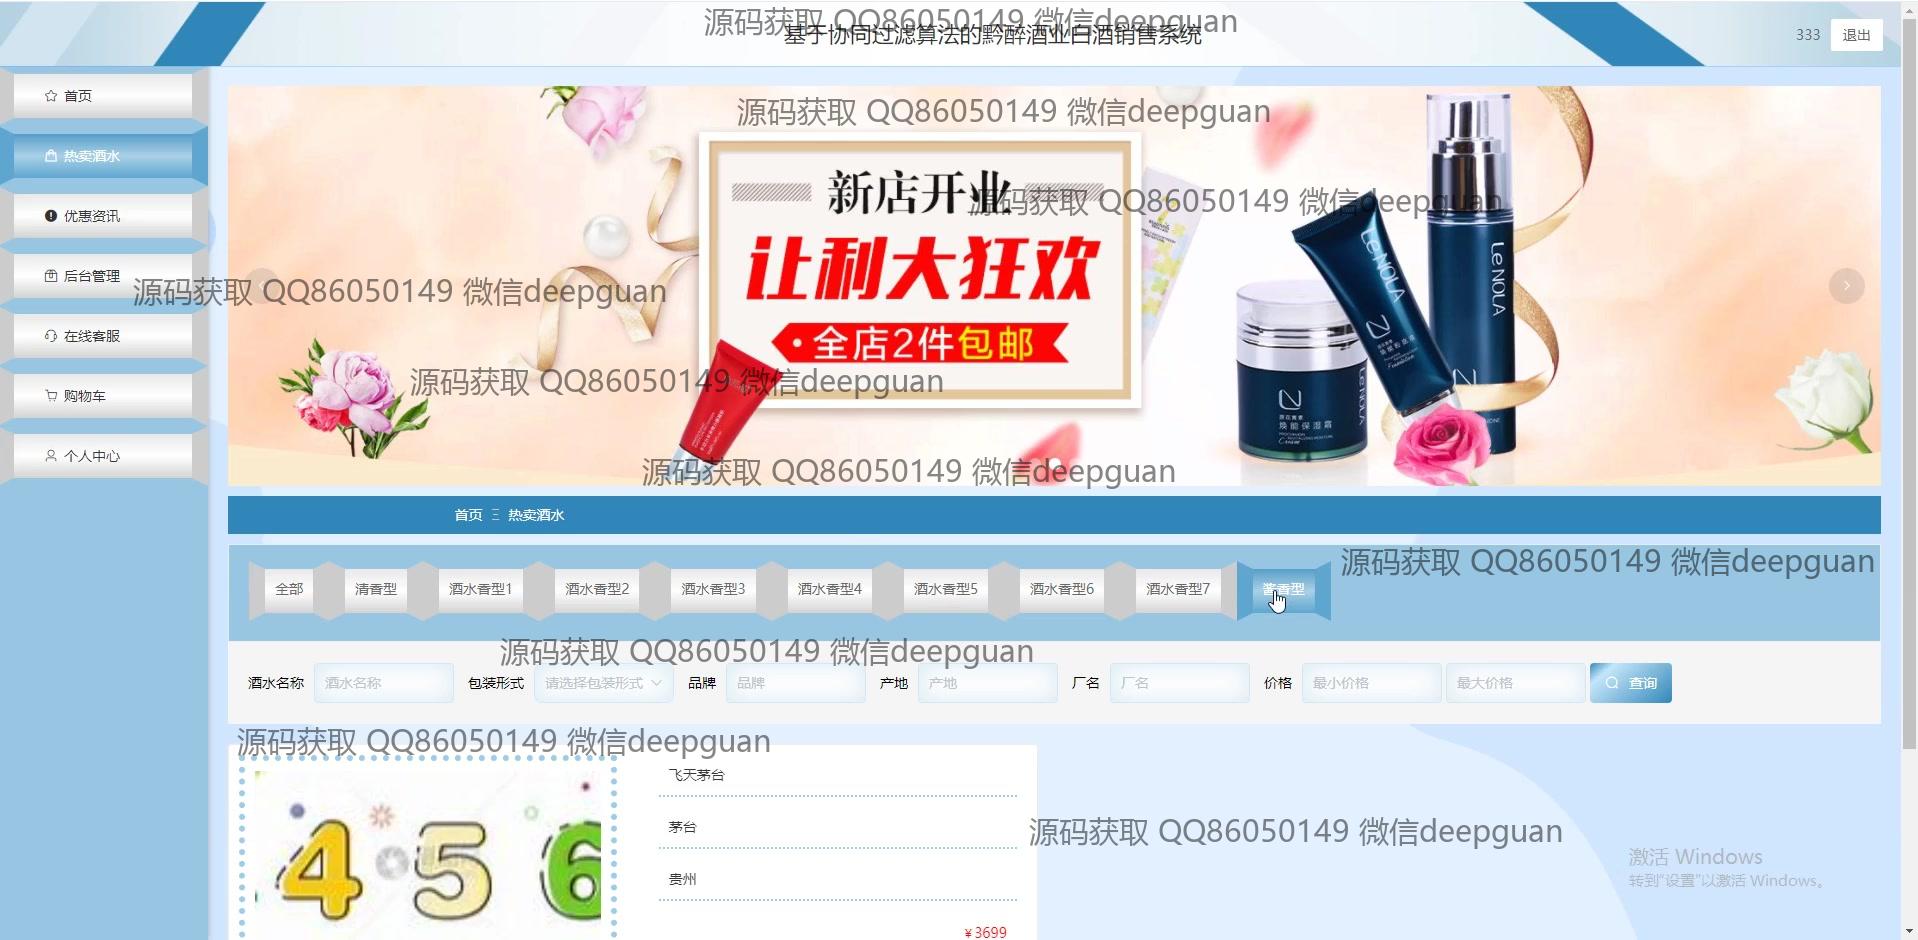 源码获取 QQ86050149 微信deepguan
基于协同过滤算法的黔醉酒业白酒销售系统
333 退出
首页
热卖酒水
优惠资讯
后台管理
在线客服
购物车
个人中心
源码获取 QQ86050149 微信deepguan
新店开业
源码获取 QQ86050149 微信deepguan
让利大狂欢
源码获取 QQ86050149 微信deepguan
全店2件包邮
源码获取 QQ86050149 微信deepguan
LeNOLA
LeNOLA
焕能保湿霜
Cream
源码获取 QQ86050149 微信deepguan
首页 热卖酒水
源码获取 QQ86050149 微信deepguan
全部 清香型 酒水香型1 酒水香型2 酒水香型3 酒水香型4 酒水香型5 酒水香型6 酒水香型7 酱香型
源码获取 QQ86050149 微信deepguan
酒水名称 酒水名称 包装形式 请选择包装形式 品牌 品牌 产地 产地 厂名 厂名 价格 最小价格 最大价格 查询
源码获取 QQ86050149 微信deepguan
飞天茅台
茅台
源码获取 QQ86050149 微信deepguan
4 5 6
贵州
¥3699
激活 Windows
转到"设置"以激活 Windows。